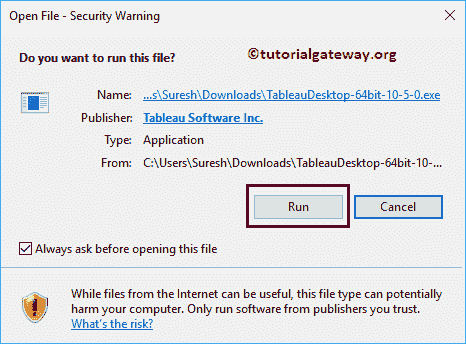 Open File - Security Warning
Do you want to run this file?
©tutorialgateway.org
Name: ...s\Suresh\Downloads\TableauDesktop-64bit-10-5-0.exe
Publisher: Tableau Software Inc.
Type: Application
From: C:\Users\Suresh\Downloads\TableauDesktop-64bit-10-...
Run Cancel
Always ask before opening this file
While files from the Internet can be useful, this file type can potentially
harm your computer. Only run software from publishers you trust.
What's the risk?